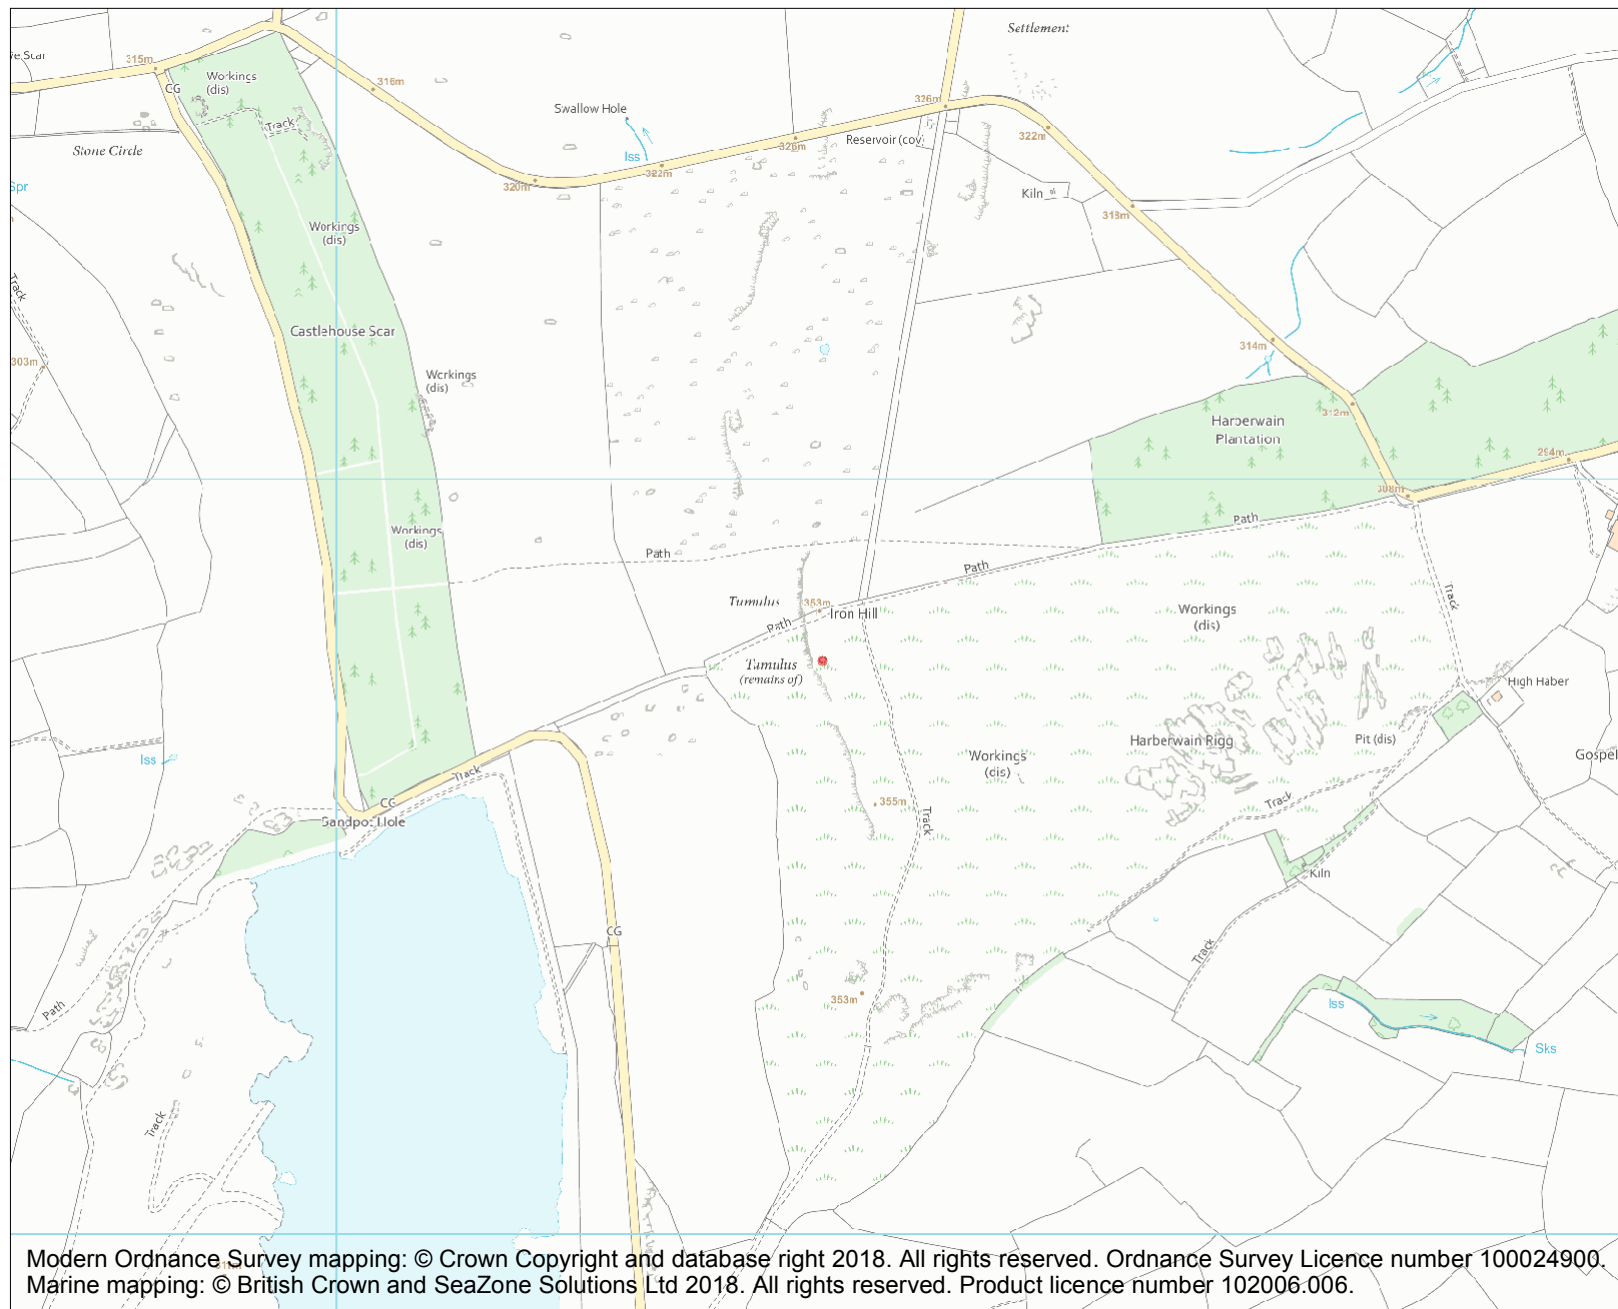 Settlement
315m
316m
Workings
(dis)
CG
Track
Stone Circle
Swallow Hole
Iss
320m
322m
326m
326m
Reservoir (cov
322m
Kiln
318m
Spr
Workings
(dis)
Track
Castlehouse Scar
303m
Workings
(dis)
314m
312m
Harberwain
Plantation
294m
308m
Workings
(dis)
Path
Path
Path
Tumulus
353m
Iron Hill
Path
Workings
(dis)
Track
Tumulus
(remains of)
High Haber
Harberwain Rigg
Pit (dis)
Gospel
Workings
(dis)
Iss
Track
CG
Sandpot Hole
355m
Track
Track
Kiln
CG
Track
353m
Path
Iss
Sks
Track
Modern Ordnance Survey mapping: © Crown Copyright and database right 2018. All rights reserved. Ordnance Survey Licence number 100024900.
Marine mapping: © British Crown and SeaZone Solutions Ltd 2018. All rights reserved. Product licence number 102006.006.